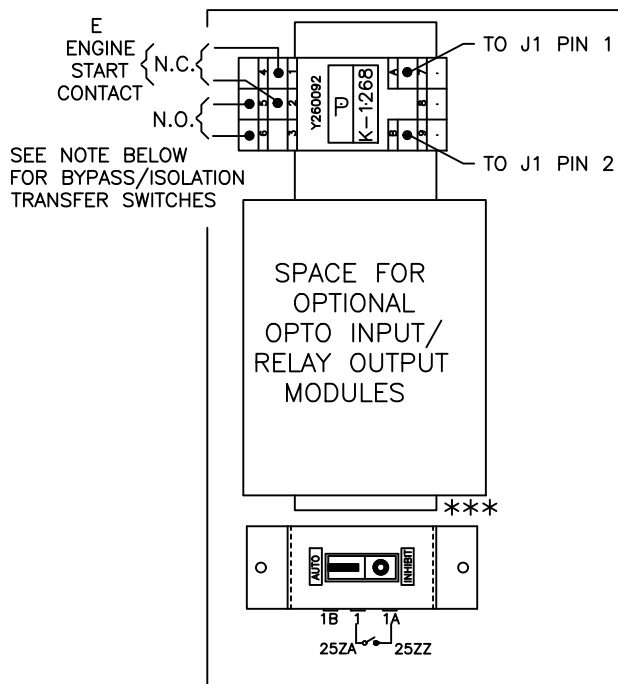 E
ENGINE
START
CONTACT
N.C.
N.O.
SEE NOTE BELOW
FOR BYPASS/ISOLATION
TRANSFER SWITCHES
4 1
5 2
6 3
Y260092
K-1:268
A 7
8
B 9
TO J1 PIN 1
TO J1 PIN 2
SPACE FOR
OPTIONAL
OPTO INPUT/
RELAY OUTPUT
MODULES
***
AUTO
INHIBIT
1B 1 1A
25ZA 25ZZ